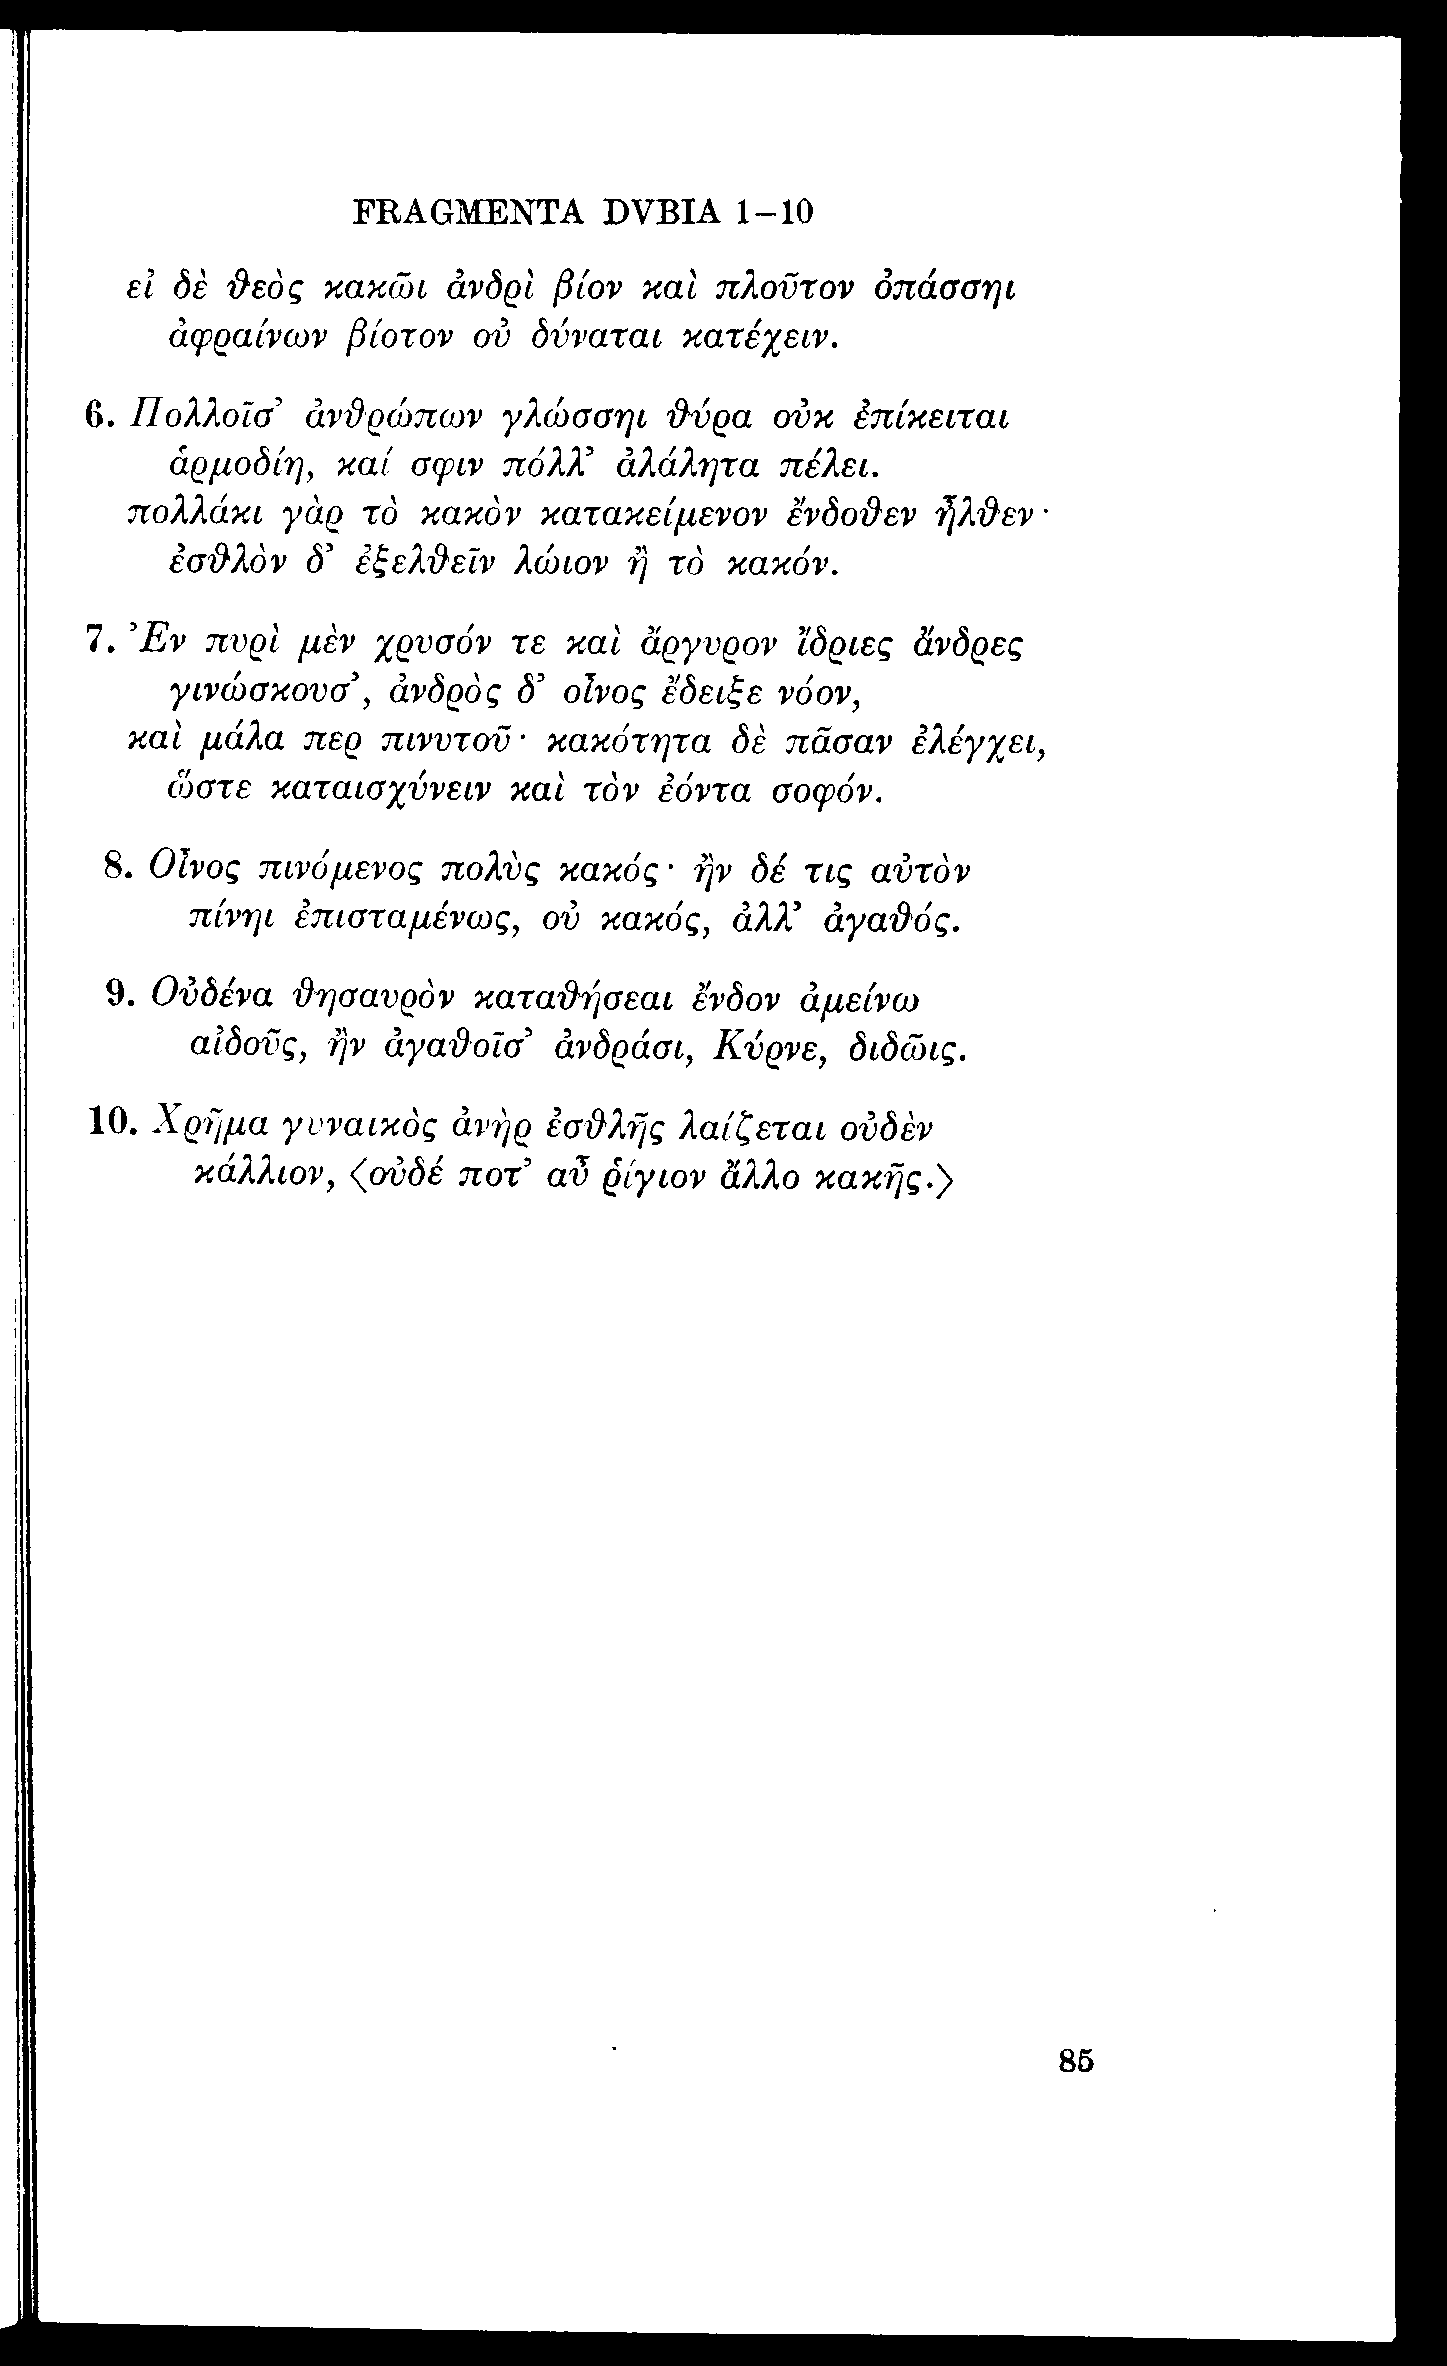 FRAGMENTA DVBIA 1–10
εἰ δὲ ϑεὸς κακῶι ἀνδρὶ βίον καὶ πλοῦτον ὀπάσσηι
ἀφραίνων βίοτον οὐ δύναται κατέχειν.
6. Πολλοῖσ’ ἀνϑρώπων γλώσσηι ϑύρα οὐκ ἐπίκειται
ἁρμοδίη, καί σφιν πόλλ’ ἀλάλητα πέλει.
πολλάκι γὰρ τὸ κακὸν κατακείμενον ἔνδοϑεν ἦλϑεν·
ἐσϑλὸν δ’ ἐξελϑεῖν λώιον ἢ τὸ κακόν.
7. Ἐν πυρὶ μὲν χρυσόν τε καὶ ἄργυρον ἴδριες ἄνδρες
γινώσκουσ’, ἀνδρὸς δ’ οἶνος ἔδειξε νόον,
καὶ μάλα περ πινυτοῦ· κακότητα δὲ πᾶσαν ἐλέγχει,
ὥστε καταισχύνειν καὶ τὸν ἐόντα σοφόν.
8. Οἶνος πινόμενος πολὺς κακός· ἢν δέ τις αὐτὸν
πίνηι ἐπισταμένως, οὐ κακός, ἀλλ’ ἀγαϑός.
9. Οὐδένα ϑησαυρὸν καταϑήσεαι ἔνδον ἀμείνω
αἰδοῦς, ἢν ἀγαϑοῖσ’ ἀνδράσι, Κύρνε, διδῶις.
10. Χρῆμα γυναικὸς ἀνὴρ ἐσϑλῆς λαίζεται οὐδὲν
κάλλιον, ⟨οὐδέ ποτ’ αὖ ῥίγιον ἄλλο κακῆς.⟩
85